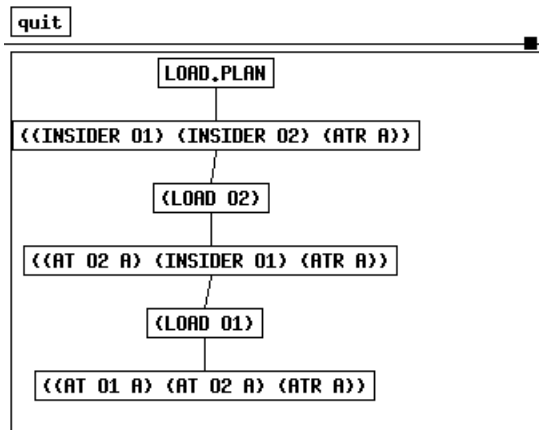 quit
LOAD.PLAN
((INSIDER O1) (INSIDER O2) (ATR A))
(LOAD O2)
((AT O2 A) (INSIDER O1) (ATR A))
(LOAD O1)
((AT O1 A) (AT O2 A) (ATR A))